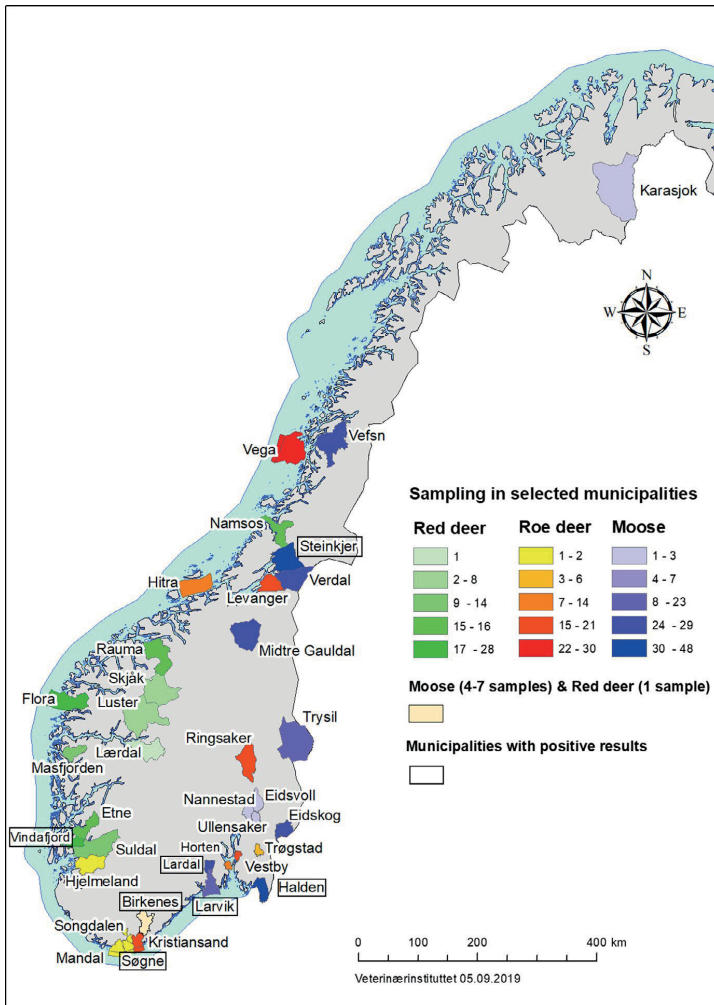 Karasjok
N
W E
S
Vega
Vefsn
Namsos
Steinkjer
Hitra
Verdal
Levanger
Midtre Gauldal
Rauma
Skjåk
Flora
Luster
Trysil
Ringsaker
Lærdal
Masfjorden
Nannestad
Eidsvoll
Etne
Eidskog
Ullensaker
Vindafjord
Horten
Trøgstad
Suldal
Lardal
Vestby
Hjelmeland
Halden
Birkenes
Larvik
Songdalen
Kristiansand
Mandal
Søgne
Sampling in selected municipalities
Red deer Roe deer Moose
1 1 - 2 1 - 3
2 - 8 3 - 6 4 - 7
9 - 14 7 - 14 8 - 23
15 - 16 15 - 21 24 - 29
17 - 28 22 - 30 30 - 48
Moose (4-7 samples) & Red deer (1 sample)
Municipalities with positive results
0 100 200 400 km
Veterinærinstituttet 05.09.2019